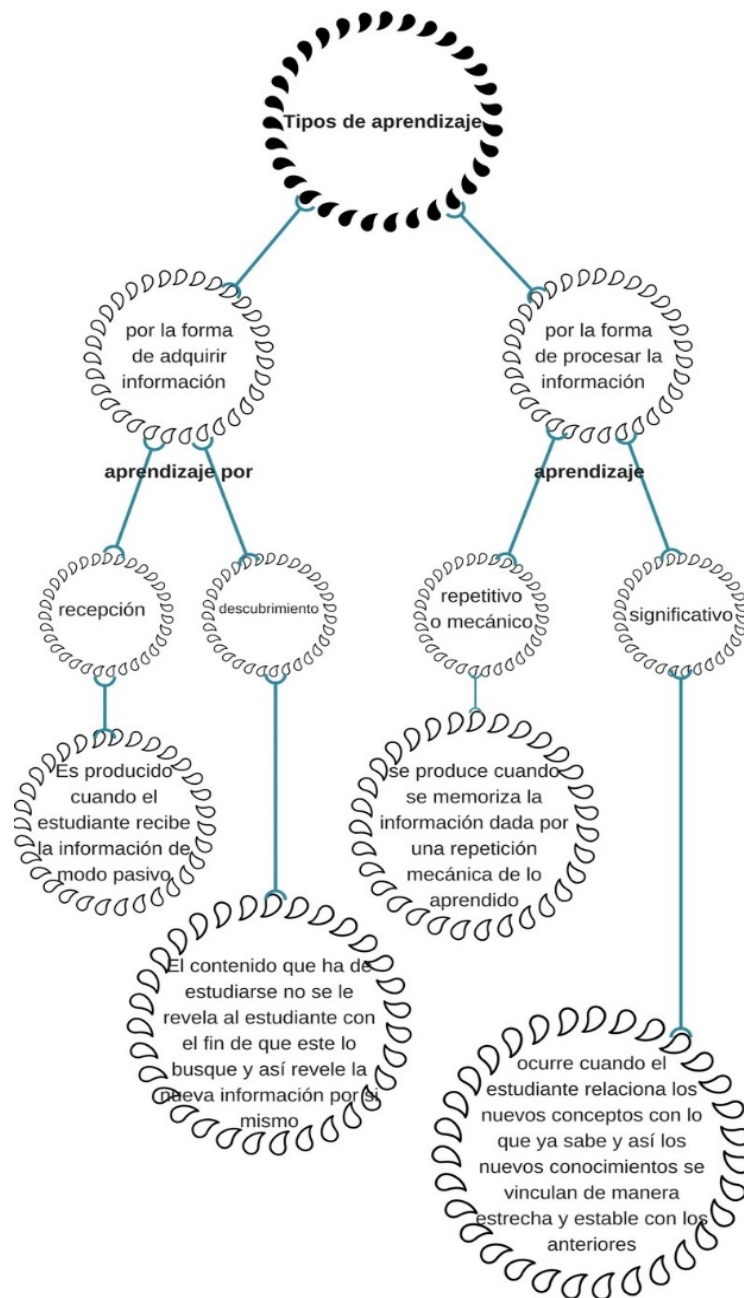 Tipos de aprendizaje
por la forma
de adquirir
información
por la forma
de procesar la
información
aprendizaje por
aprendizaje
recepción
descubrimiento
repetitivo
o mecánico
significativo
Es producido
cuando el
estudiante recibe
la información de
modo pasivo
se produce cuando
se memoriza la
información dada por
una repetición
mecánica de lo
aprendido
El contenido que ha de
estudiarse no se le
revela al estudiante con
el fin de que este lo
busque y así revele la
nueva información por si
mismo
ocurre cuando el
estudiante relaciona los
nuevos conceptos con lo
que ya sabe y así los
nuevos conocimientos se
vinculan de manera
estrecha y estable con los
anteriores